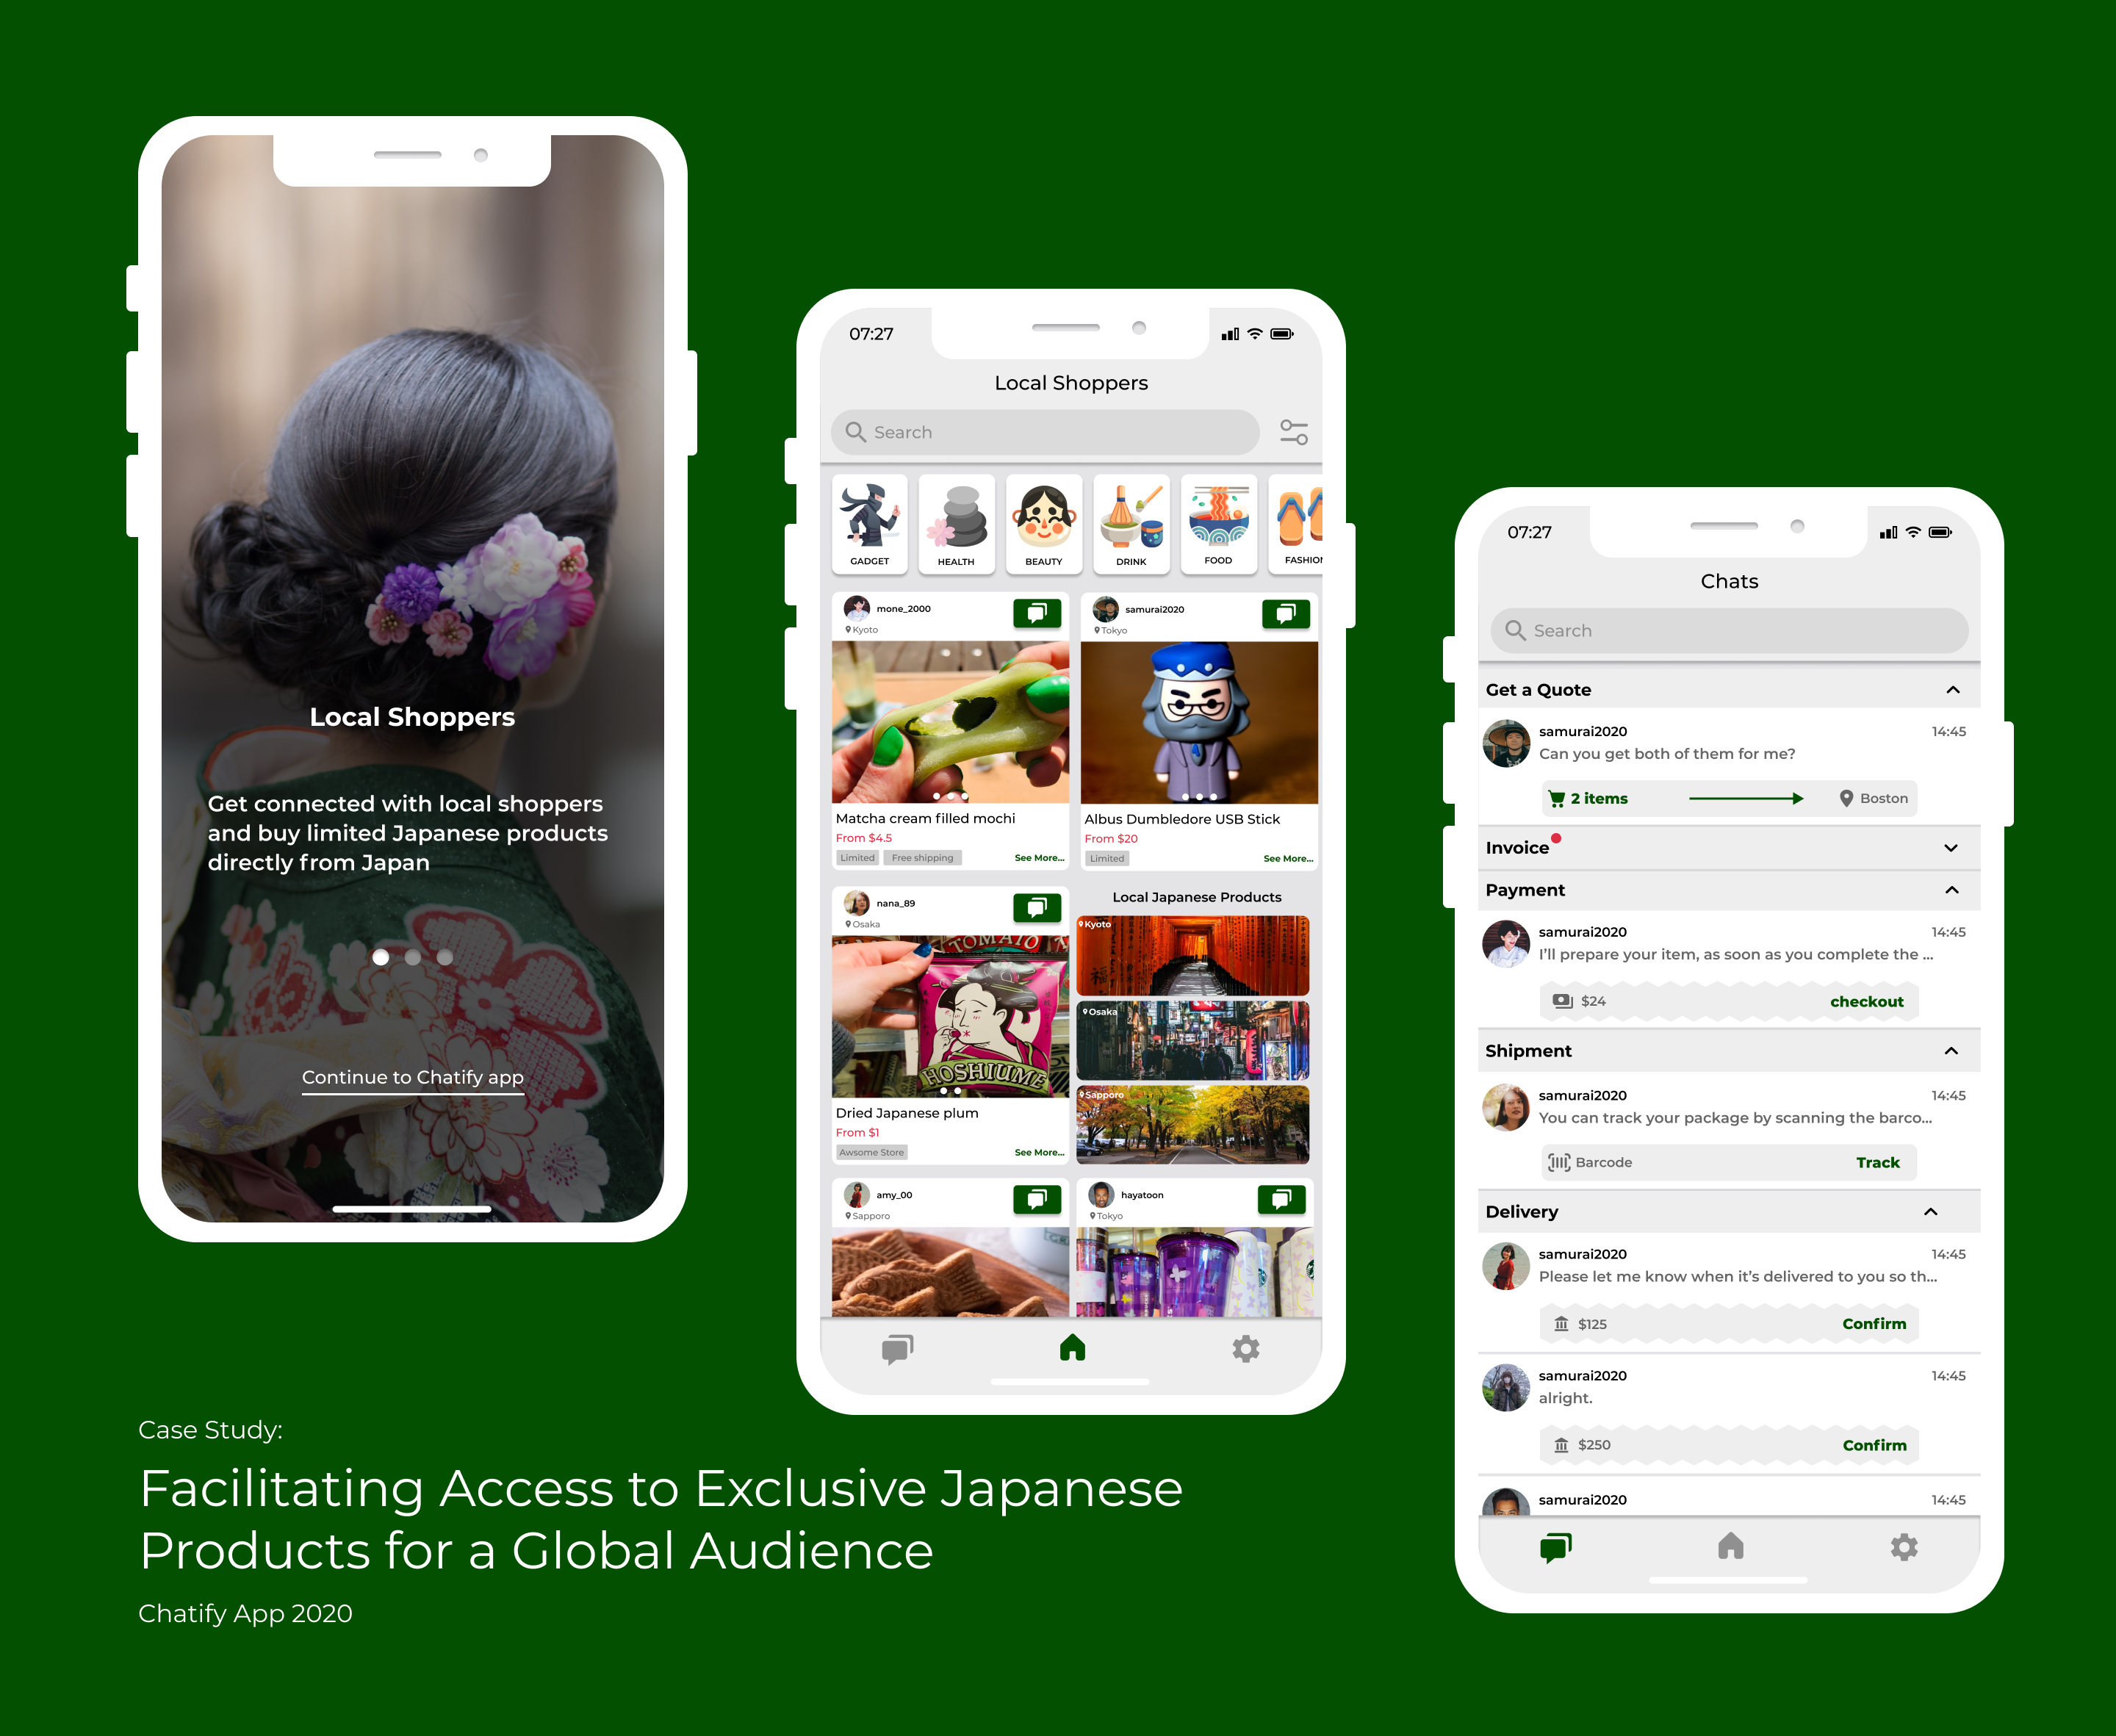 Local Shoppers
Get connected with local shoppers
and buy limited Japanese products
directly from Japan
Continue to Chatify app
07:27
Local Shoppers
Search
GADGET
HEALTH
BEAUTY
DRINK
FOOD
FASHION
mone_2000
Kyoto
Matcha cream filled mochi
From $4.5
Limited Free shipping See More...
samurai2020
Tokyo
Albus Dumbledore USB Stick
From $20
Limited See More...
nana_89
Osaka
TOMATO
HOSHIUME
Dried Japanese plum
From $1
Awsome Store See More...
Local Japanese Products
Kyoto
Osaka
Sapporo
amy_00
Sapporo
hayatoon
Tokyo
07:27
Chats
Search
Get a Quote
samurai2020 14:45
Can you get both of them for me?
2 items Boston
Invoice
Payment
samurai2020 14:45
I’ll prepare your item, as soon as you complete the ...
$24 checkout
Shipment
samurai2020 14:45
You can track your package by scanning the barco...
Barcode Track
Delivery
samurai2020 14:45
Please let me know when it’s delivered to you so th...
$125 Confirm
samurai2020 14:45
alright.
$250 Confirm
samurai2020 14:45
Case Study:
Facilitating Access to Exclusive Japanese
Products for a Global Audience
Chatify App 2020